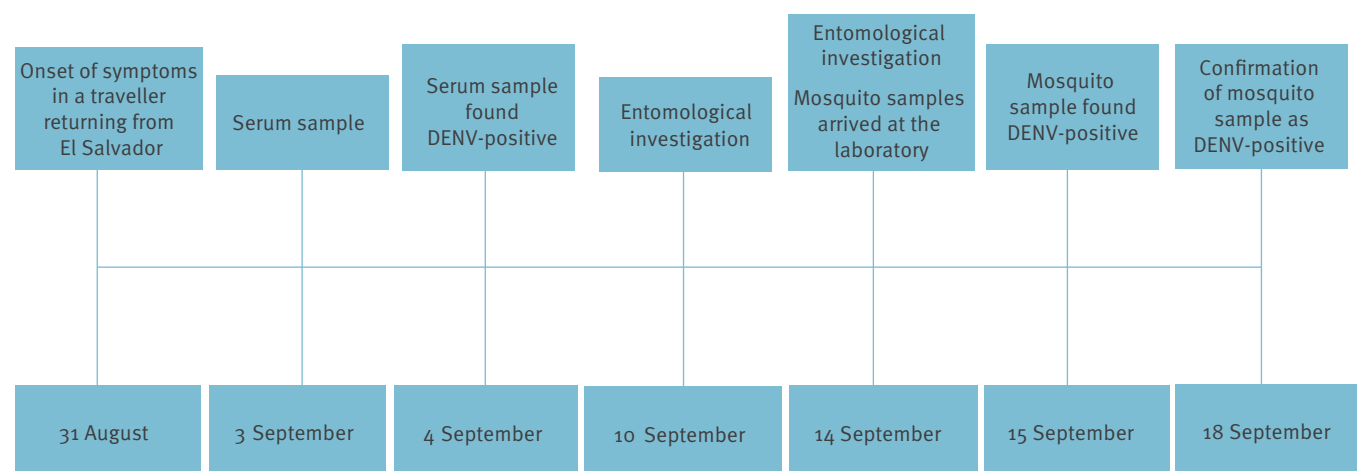 Onset of symptoms
in a traveller
returning from
El Salvador
Serum sample
Serum sample
found
DENV-positive
Entomological
investigation
Entomological
investigation
Mosquito samples
arrived at the
laboratory
Mosquito
sample found
DENV-positive
Confirmation
of mosquito
sample as
DENV-positive
31 August
3 September
4 September
10 September
14 September
15 September
18 September